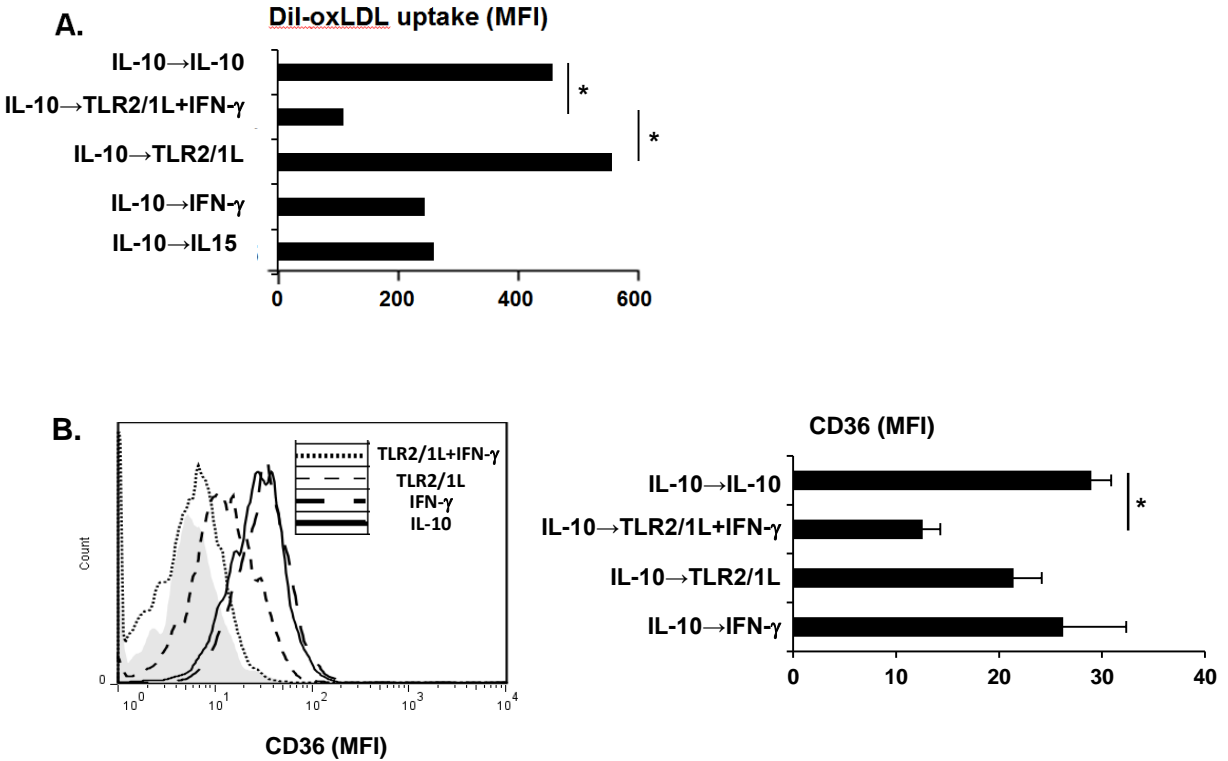 A.
DiI-oxLDL uptake (MFI)
IL-10→IL-10
IL-10→TLR2/1L+IFN-γ
IL-10→TLR2/1L
IL-10→IFN-γ
IL-10→IL15
*
*
0 200 400 600
B.
Count
0
TLR2/1L+IFN-γ
TLR2/1L
IFN-γ
IL-10
10⁰ 10¹ 10² 10³ 10⁴
CD36 (MFI)
CD36 (MFI)
IL-10→IL-10
IL-10→TLR2/1L+IFN-γ
IL-10→TLR2/1L
IL-10→IFN-γ
*
0 10 20 30 40